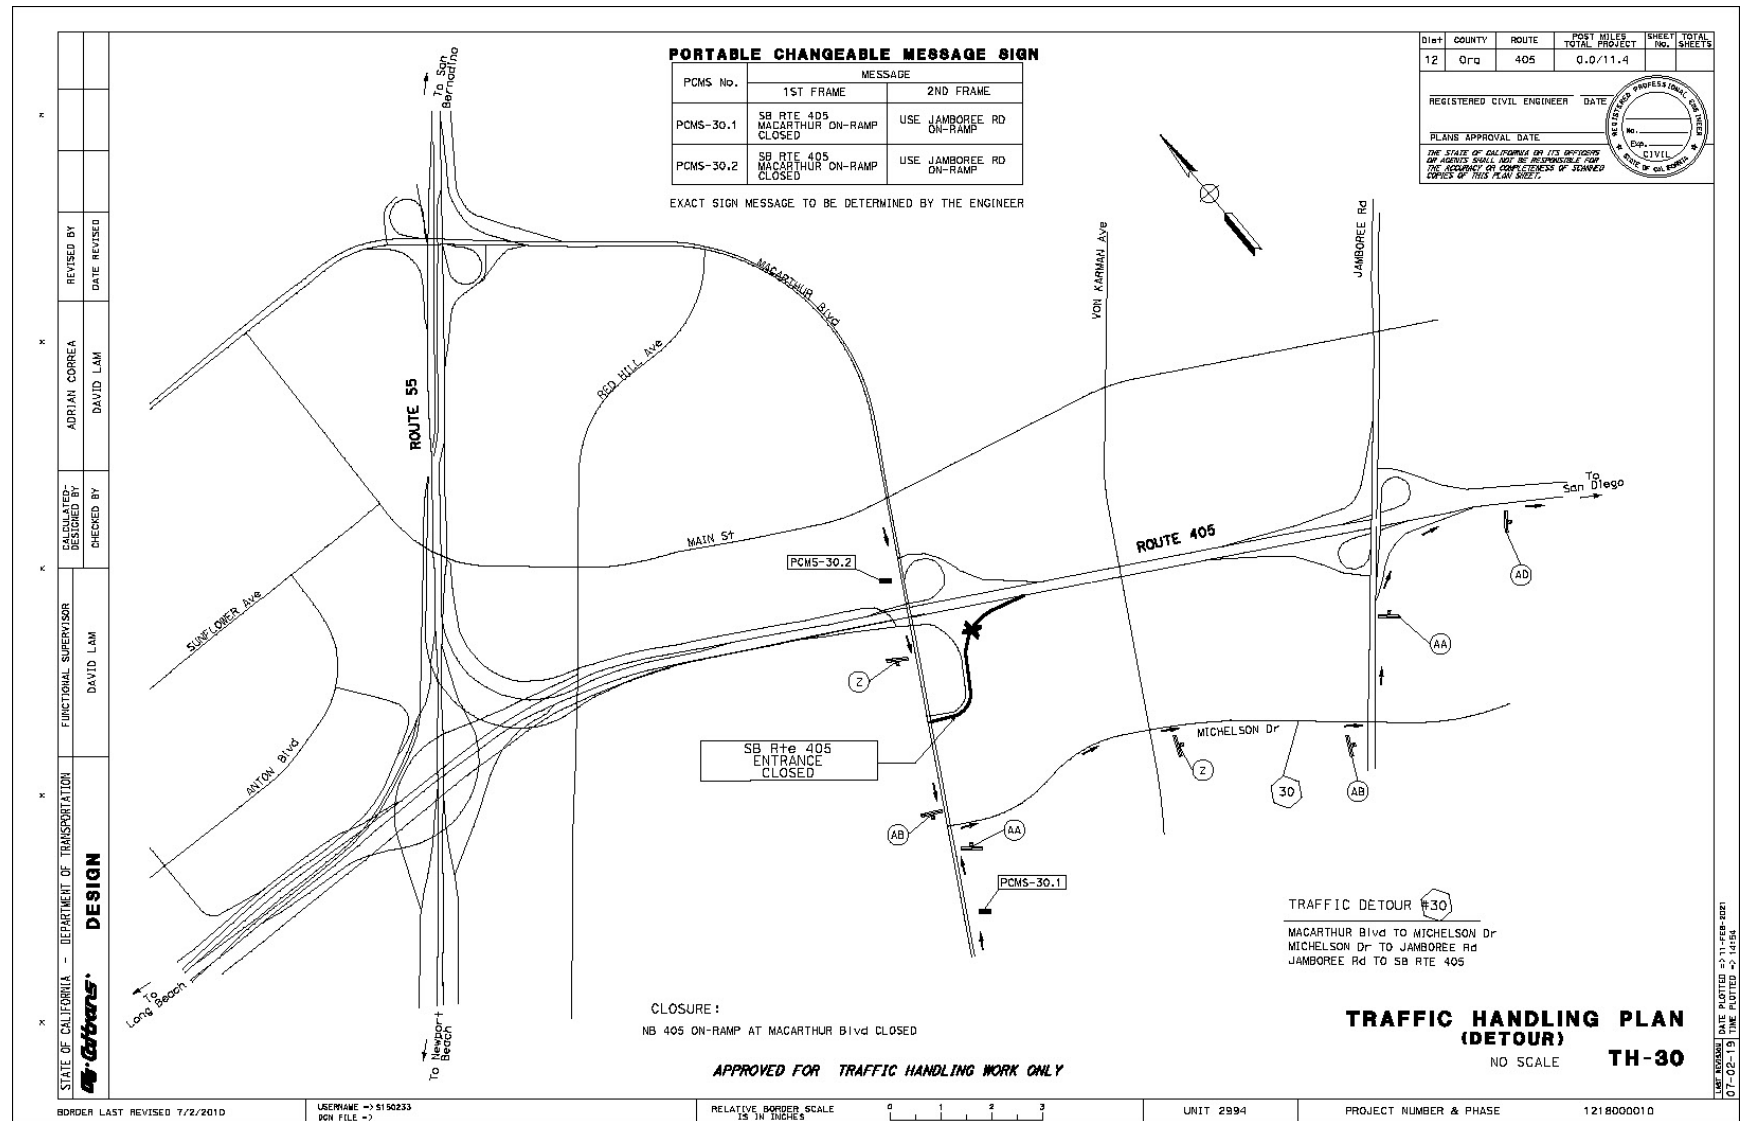 PORTABLE CHANGEABLE MESSAGE SIGN
PCMS No.
MESSAGE
1ST FRAME
2ND FRAME
PCMS-30.1
SB RTE 405
MACARTHUR ON-RAMP
CLOSED
USE JAMBOREE RD
ON-RAMP
PCMS-30.2
SB RTE 405
MACARTHUR ON-RAMP
CLOSED
USE JAMBOREE RD
ON-RAMP
EXACT SIGN MESSAGE TO BE DETERMINED BY THE ENGINEER
Dist
COUNTY
ROUTE
POST MILES
TOTAL PROJECT
SHEET
No.
TOTAL
SHEETS
12
Ora
405
0.0/11.4
REGISTERED CIVIL ENGINEER DATE
PLANS APPROVAL DATE
THE STATE OF CALIFORNIA OR ITS OFFICERS
OR AGENTS SHALL NOT BE RESPONSIBLE FOR
THE ACCURACY OR COMPLETENESS OF SCANNED
COPIES OF THIS PLAN SHEET.
REGISTERED PROFESSIONAL ENGINEER
No.
Exp.
CIVIL
STATE OF CALIFORNIA
To San
Bernadino
MACARTHUR Blvd
RED HILL Ave
VON KARMAN Ave
JAMBOREE Rd
ROUTE 55
MAIN St
ROUTE 405
To
San Diego
PCMS-30.2
SUNFLOWER Ave
ANTON Blvd
Z
AD
AA
SB Rte 405
ENTRANCE
CLOSED
MICHELSON Dr
Z
30
AB
AB
AA
PCMS-30.1
To
Long Beach
To Newport
Beach
TRAFFIC DETOUR #30
MACARTHUR Blvd TO MICHELSON Dr
MICHELSON Dr TO JAMBOREE Rd
JAMBOREE Rd TO SB RTE 405
CLOSURE:
NB 405 ON-RAMP AT MACARTHUR Blvd CLOSED
APPROVED FOR TRAFFIC HANDLING WORK ONLY
TRAFFIC HANDLING PLAN
(DETOUR)
NO SCALE
TH-30
REVISED BY
DATE REVISED
ADRIAN CORREA
DAVID LAM
CALCULATED-
DESIGNED BY
CHECKED BY
FUNCTIONAL SUPERVISOR
DAVID LAM
STATE OF CALIFORNIA - DEPARTMENT OF TRANSPORTATION
DESIGN
Caltrans
LAST REVISION
07-02-19
DATE PLOTTED => 11-FEB-2021
TIME PLOTTED => 14:54
BORDER LAST REVISED 7/2/2010
USERNAME => s150233
DGN FILE =>
RELATIVE BORDER SCALE
IS IN INCHES
0 1 2 3
UNIT 2994
PROJECT NUMBER & PHASE
1218000010